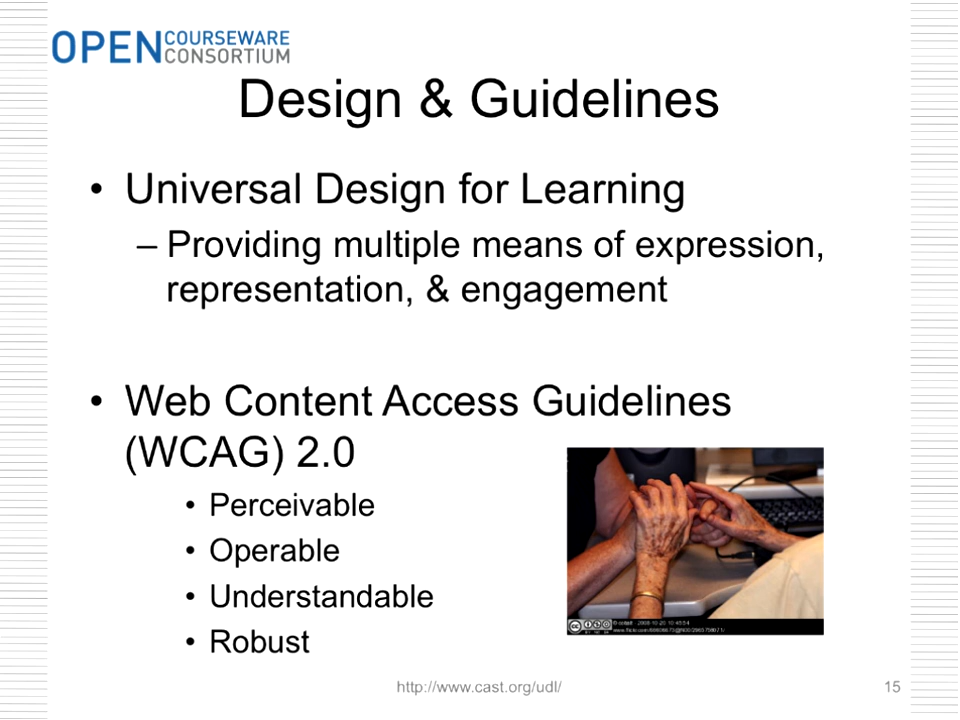 OPEN COURSEWARE
CONSORTIUM
Design & Guidelines
• Universal Design for Learning
– Providing multiple means of expression,
representation, & engagement
• Web Content Access Guidelines
(WCAG) 2.0
• Perceivable
• Operable
• Understandable
• Robust
http://www.cast.org/udl/
15